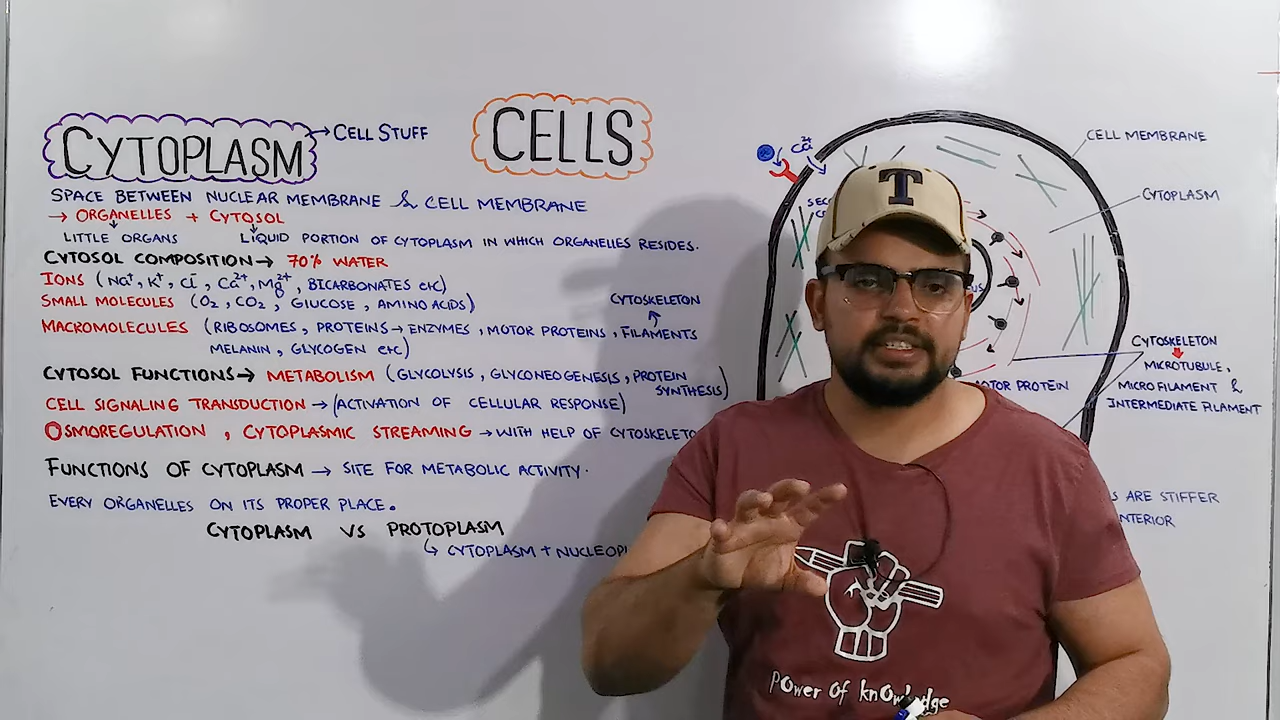 CELLS
CYTOPLASM → CELL STUFF
SPACE BETWEEN NUCLEAR MEMBRANE & CELL MEMBRANE
→ ORGANELLES + CYTOSOL
LITTLE ORGANS LIQUID PORTION OF CYTOPLASM IN WHICH ORGANELLES RESIDES.
CYTOSOL COMPOSITION → 70% WATER
IONS (Na⁺, K⁺, Cl⁻, Ca²⁺, Mg²⁺, BICARBONATES etc)
SMALL MOLECULES (O₂, CO₂, GLUCOSE, AMINO ACIDS)
CYTOSKELETON
MACROMOLECULES (RIBOSOMES, PROTEINS → ENZYMES, MOTOR PROTEINS, FILAMENTS
MELANIN, GLYCOGEN etc)
CYTOSOL FUNCTIONS → METABOLISM (GLYCOLYSIS, GLYCONEOGENESIS, PROTEIN
SYNTHESIS)
CELL SIGNALING TRANSDUCTION → (ACTIVATION OF CELLULAR RESPONSE)
OSMOREGULATION, CYTOPLASMIC STREAMING → WITH HELP OF CYTOSKELETO
FUNCTIONS OF CYTOPLASM → SITE FOR METABOLIC ACTIVITY.
EVERY ORGANELLES ON ITS PROPER PLACE.
CYTOPLASM VS PROTOPLASM
CYTOPLASM + NUCLEOPL
Ca²⁺
CELL MEMBRANE
CYTOPLASM
CYTOSKELETON
MICROTUBULE,
MICROFILAMENT &
INTERMEDIATE FILAMENT
MOTOR PROTEIN
S ARE STIFFER
INTERIOR
T
Power of knowledge